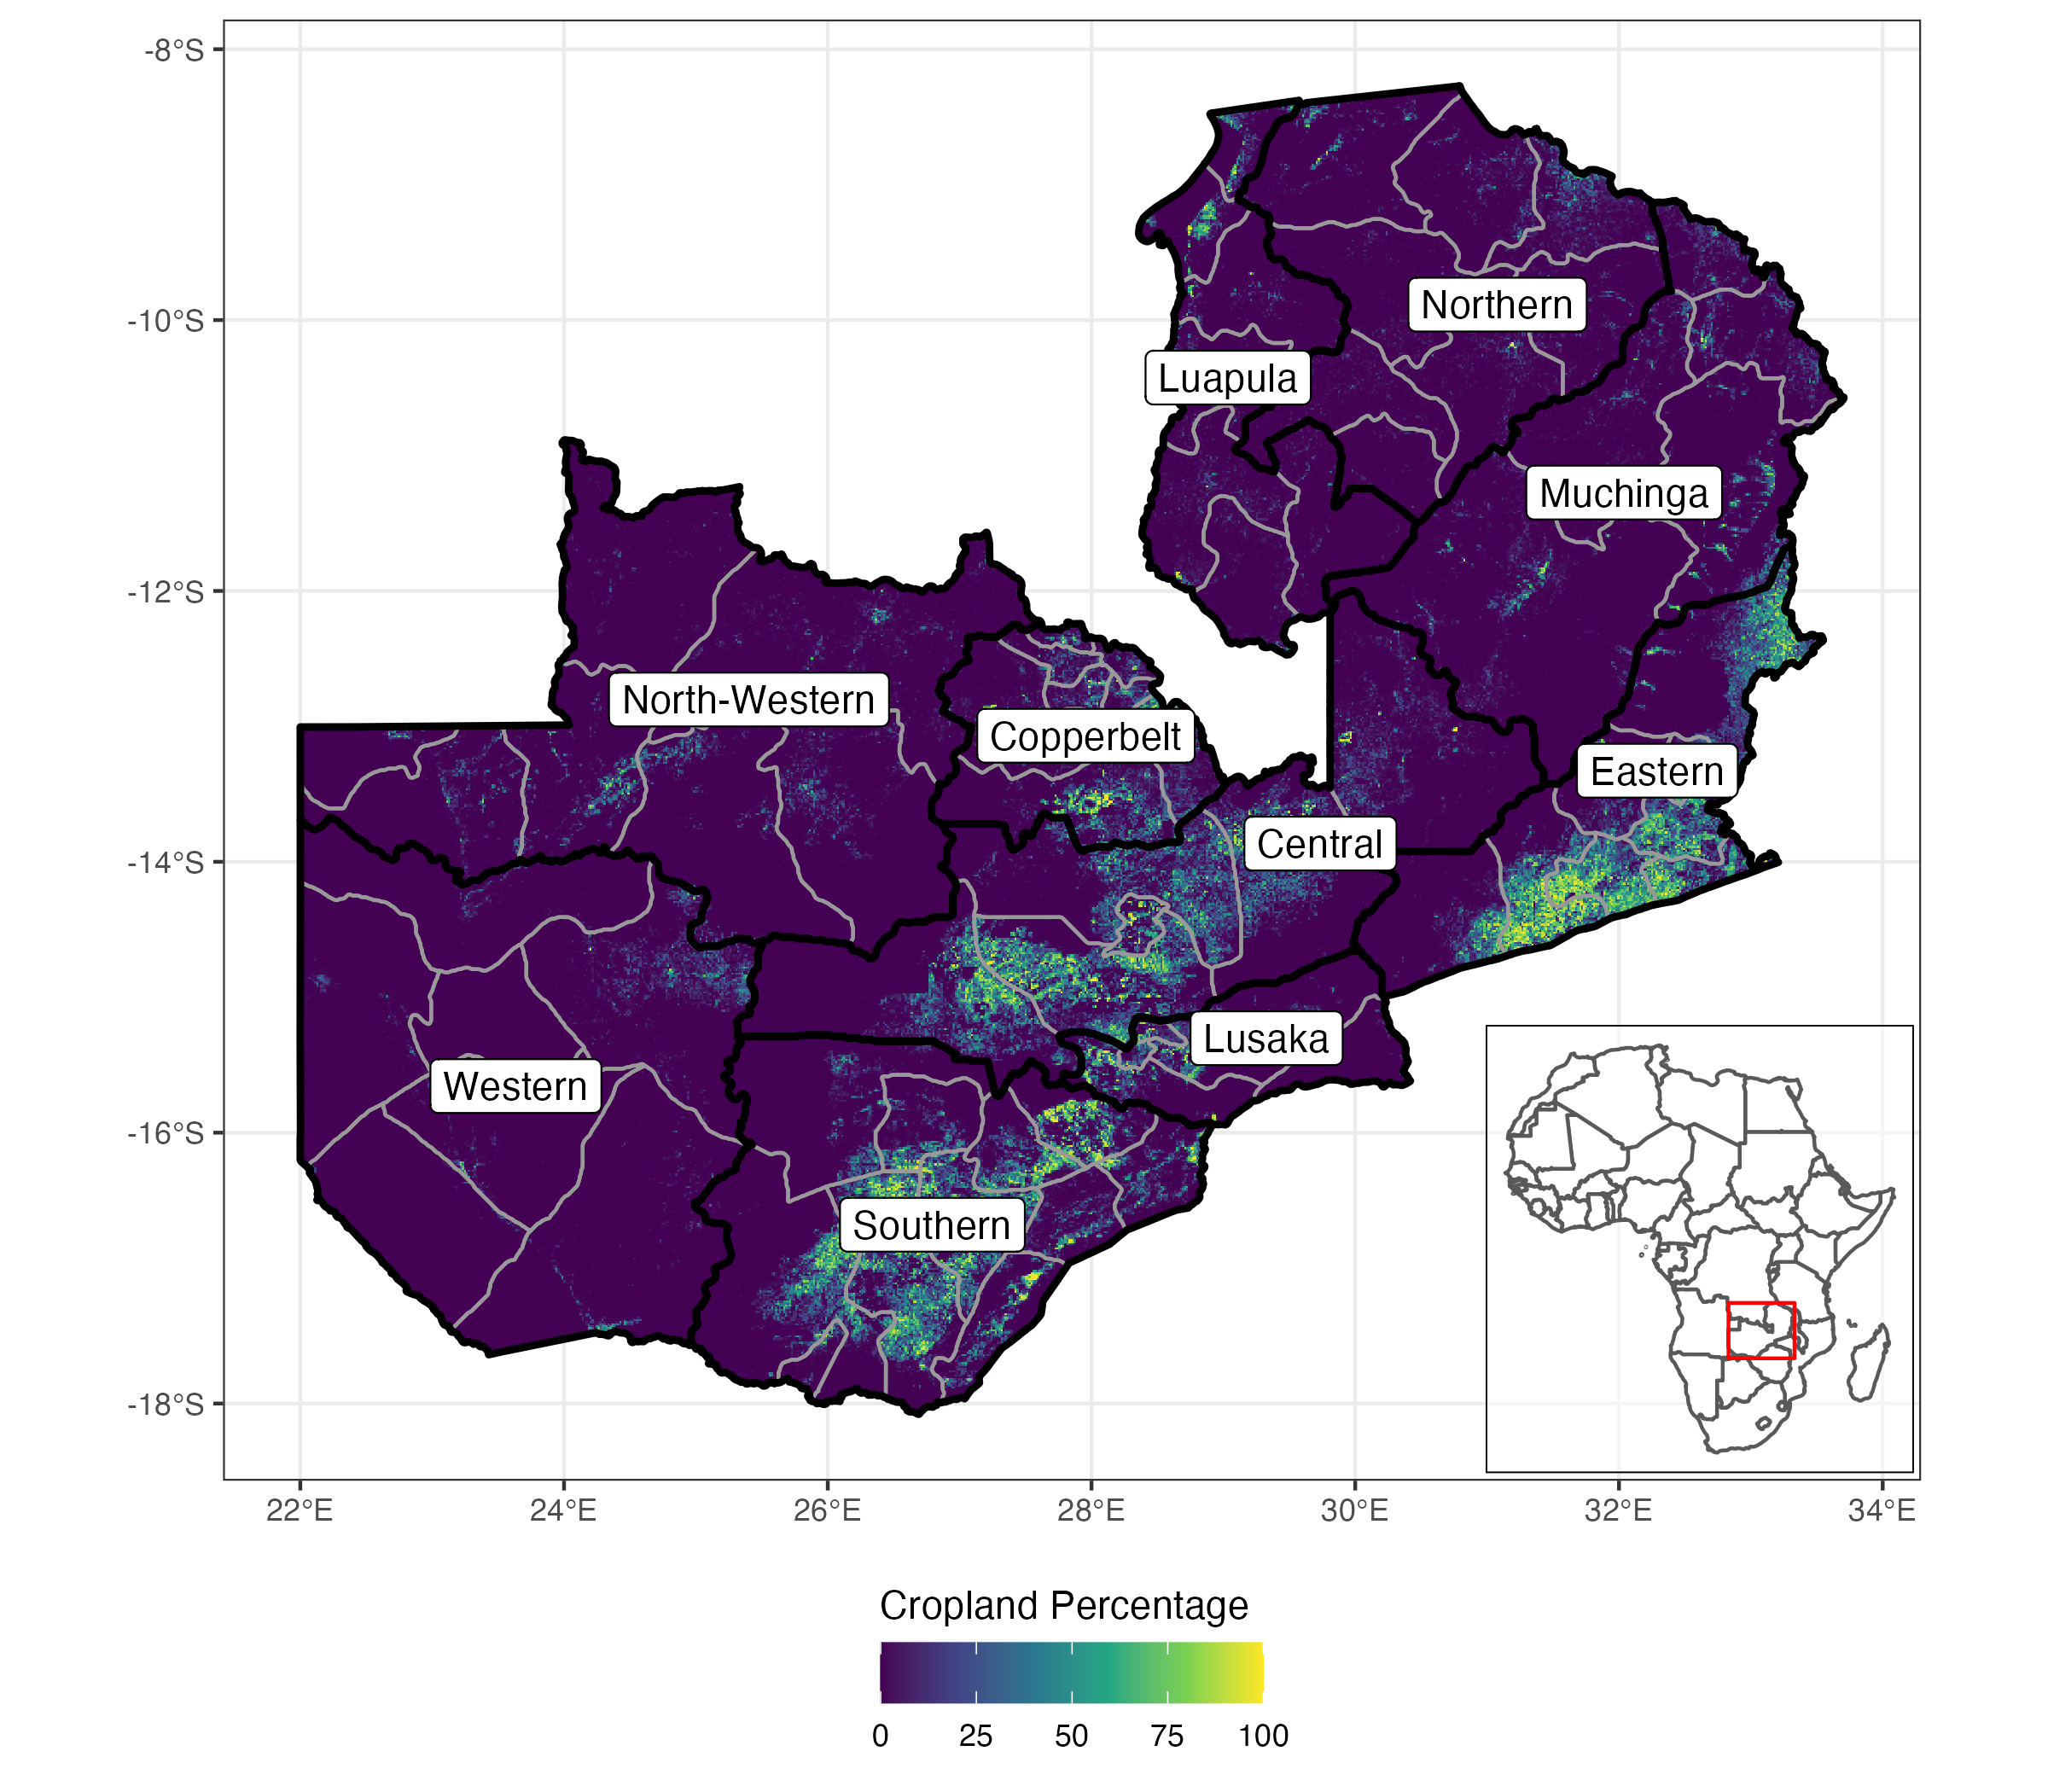 -8°S
-10°S
-12°S
-14°S
-16°S
-18°S
Northern
Luapula
Muchinga
North-Western
Copperbelt
Eastern
Central
Lusaka
Western
Southern
22°E
24°E
26°E
28°E
30°E
32°E
34°E
Cropland Percentage
0
25
50
75
100